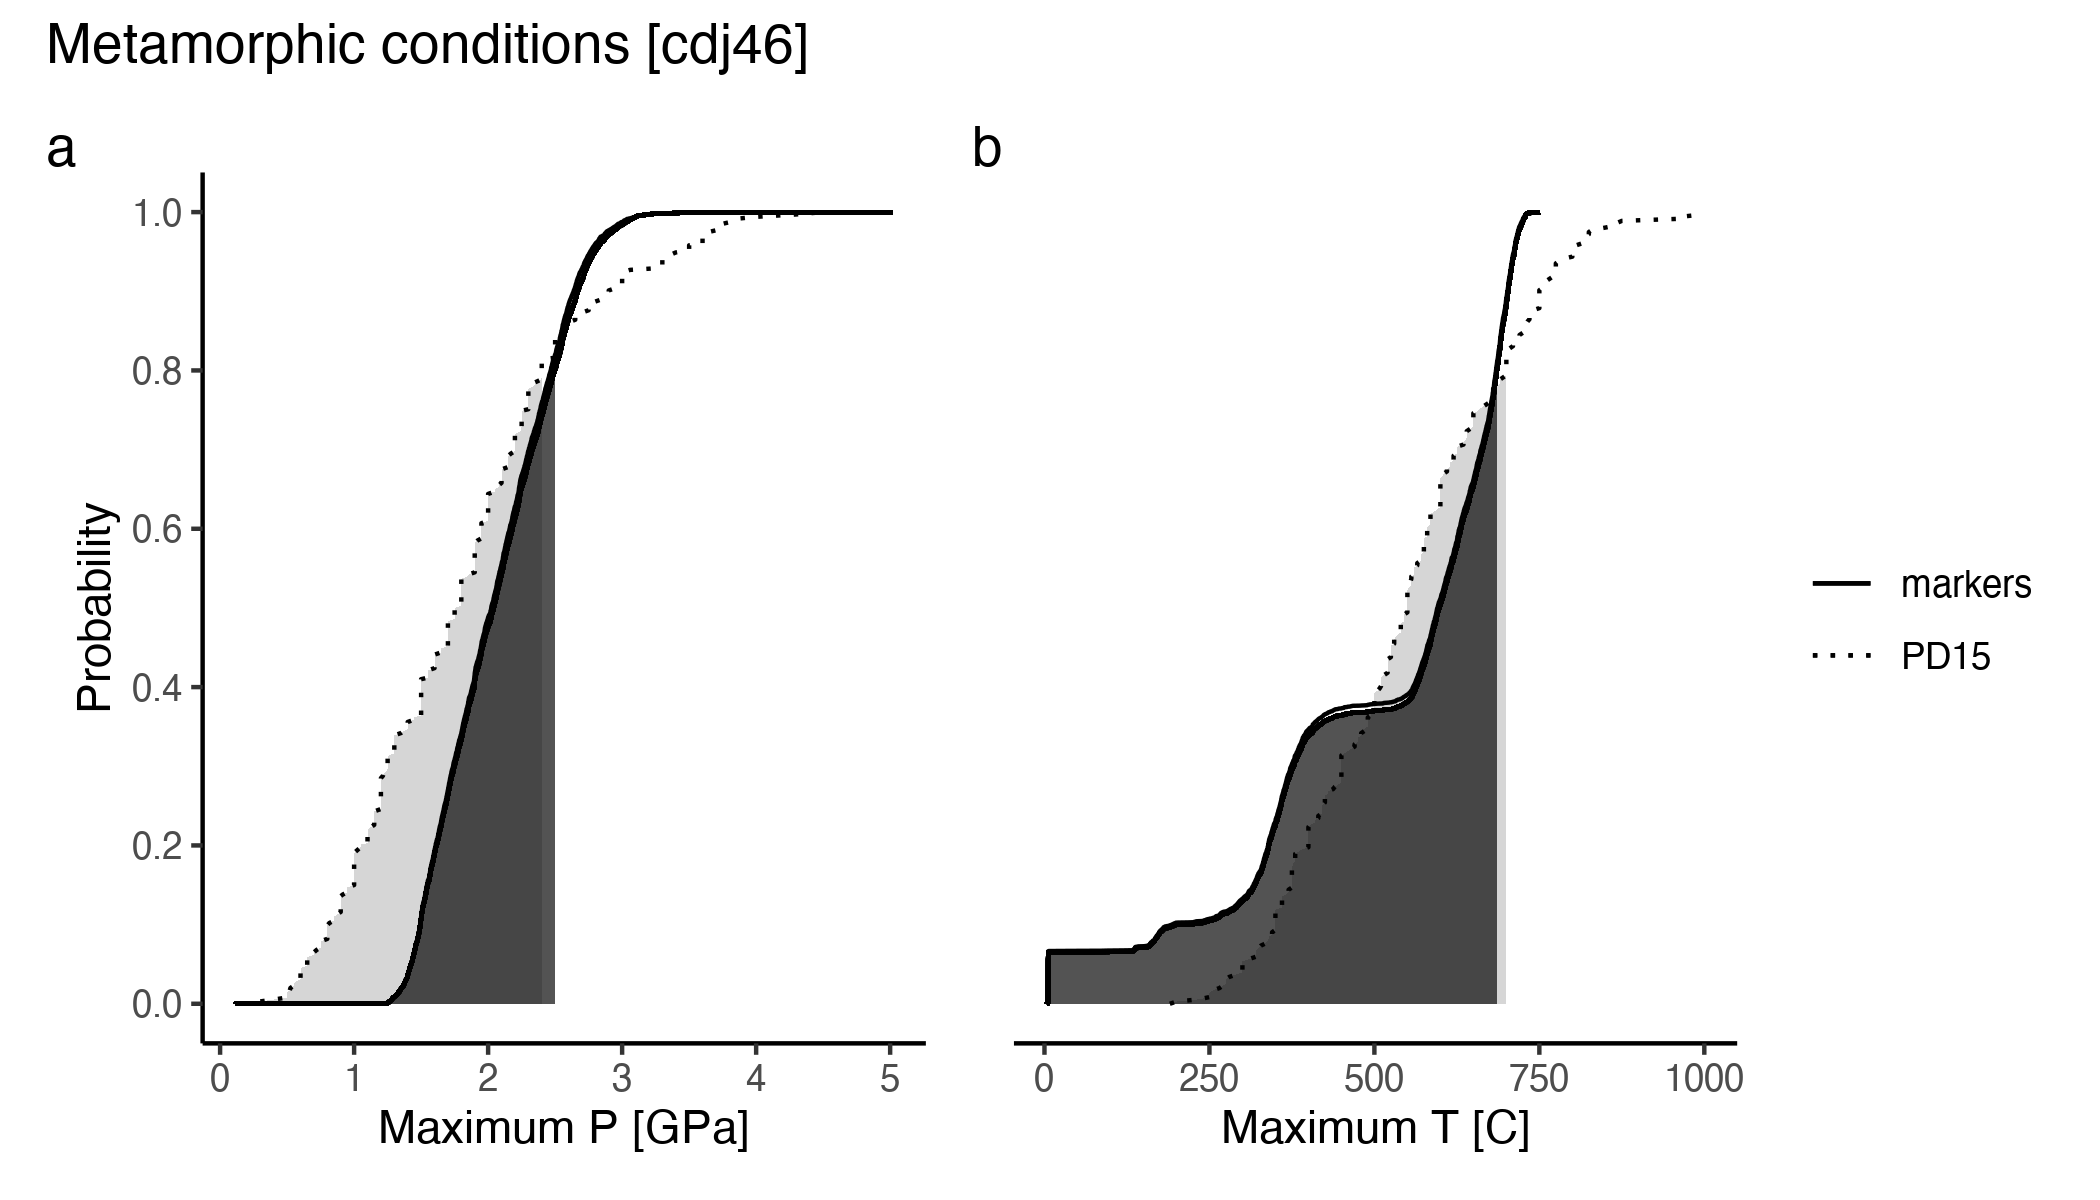 Metamorphic conditions [cdj46]
a
b
Probability
1.0
0.8
0.6
0.4
0.2
0.0
0 1 2 3 4 5
Maximum P [GPa]
0 250 500 750 1000
Maximum T [C]
markers
PD15